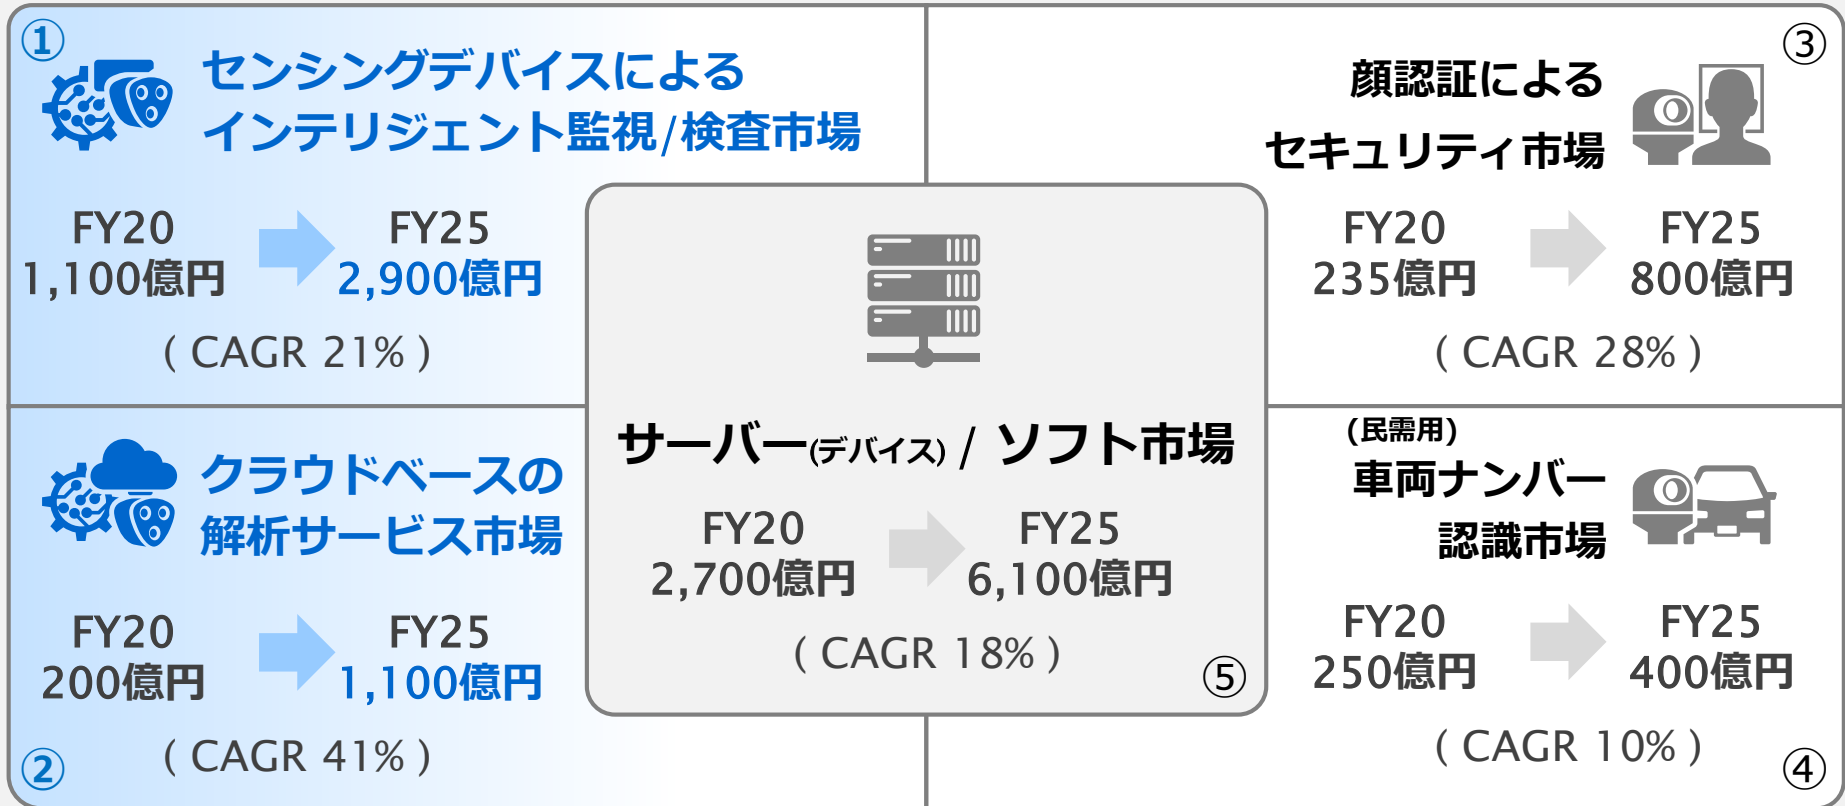 ①
センシングデバイスによる
インテリジェント監視/検査市場
FY20
1,100億円
FY25
2,900億円
( CAGR 21% )
②
クラウドベースの
解析サービス市場
FY20
200億円
FY25
1,100億円
( CAGR 41% )
③
顔認証による
セキュリティ市場
FY20
235億円
FY25
800億円
( CAGR 28% )
④
(民需用)
車両ナンバー
認識市場
FY20
250億円
FY25
400億円
( CAGR 10% )
⑤
サーバー(デバイス) / ソフト市場
FY20
2,700億円
FY25
6,100億円
( CAGR 18% )